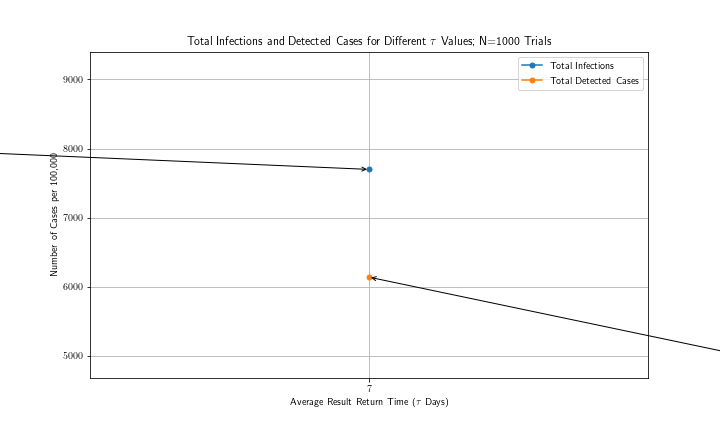 Total Infections and Detected Cases for Different τ Values; N=1000 Trials
Total Infections
Total Detected Cases
9000
8000
7000
6000
5000
Number of Cases per 100,000
7
Average Result Return Time (τ Days)